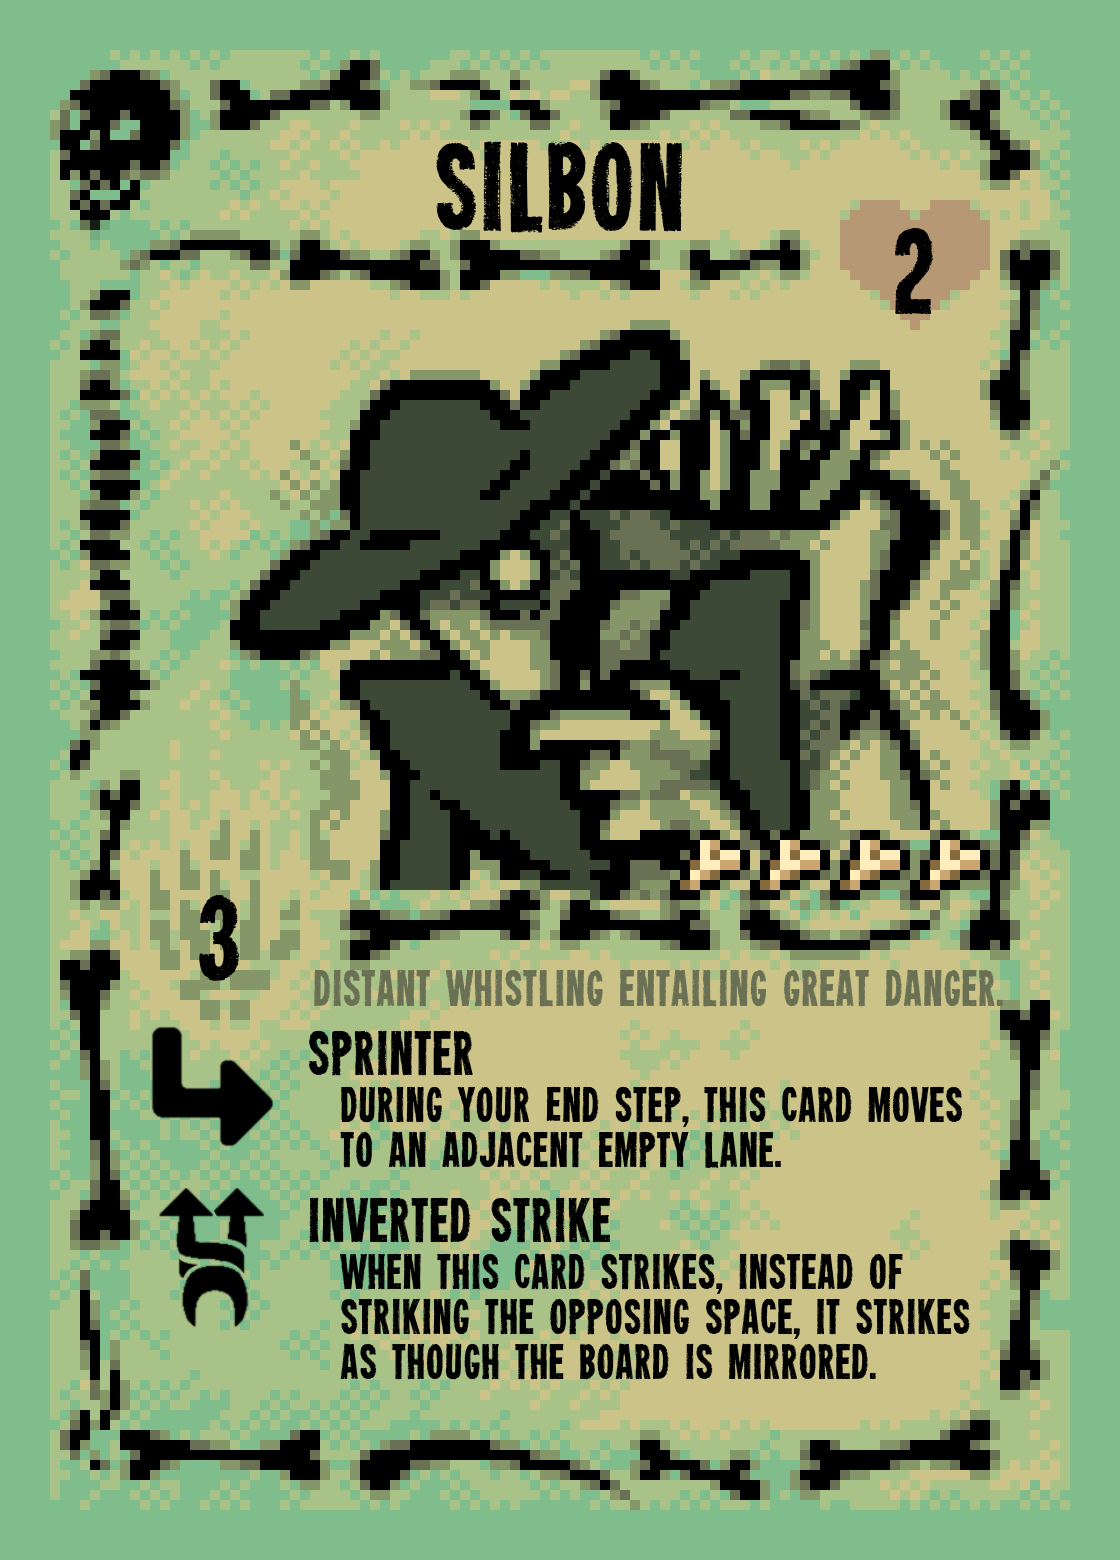 SILBON
2
3
DISTANT WHISTLING ENTAILING GREAT DANGER.
SPRINTER
DURING YOUR END STEP, THIS CARD MOVES
TO AN ADJACENT EMPTY LANE.
INVERTED STRIKE
WHEN THIS CARD STRIKES, INSTEAD OF
STRIKING THE OPPOSING SPACE, IT STRIKES
AS THOUGH THE BOARD IS MIRRORED.